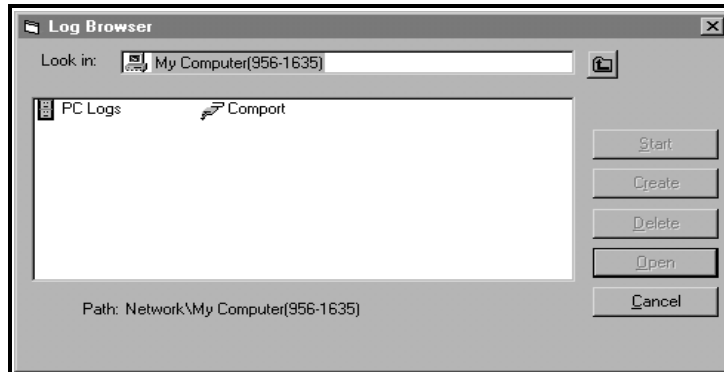 Log Browser
Look in: My Computer(956-1635)
PC Logs Comport
Start
Create
Delete
Open
Cancel
Path: Network\My Computer(956-1635)